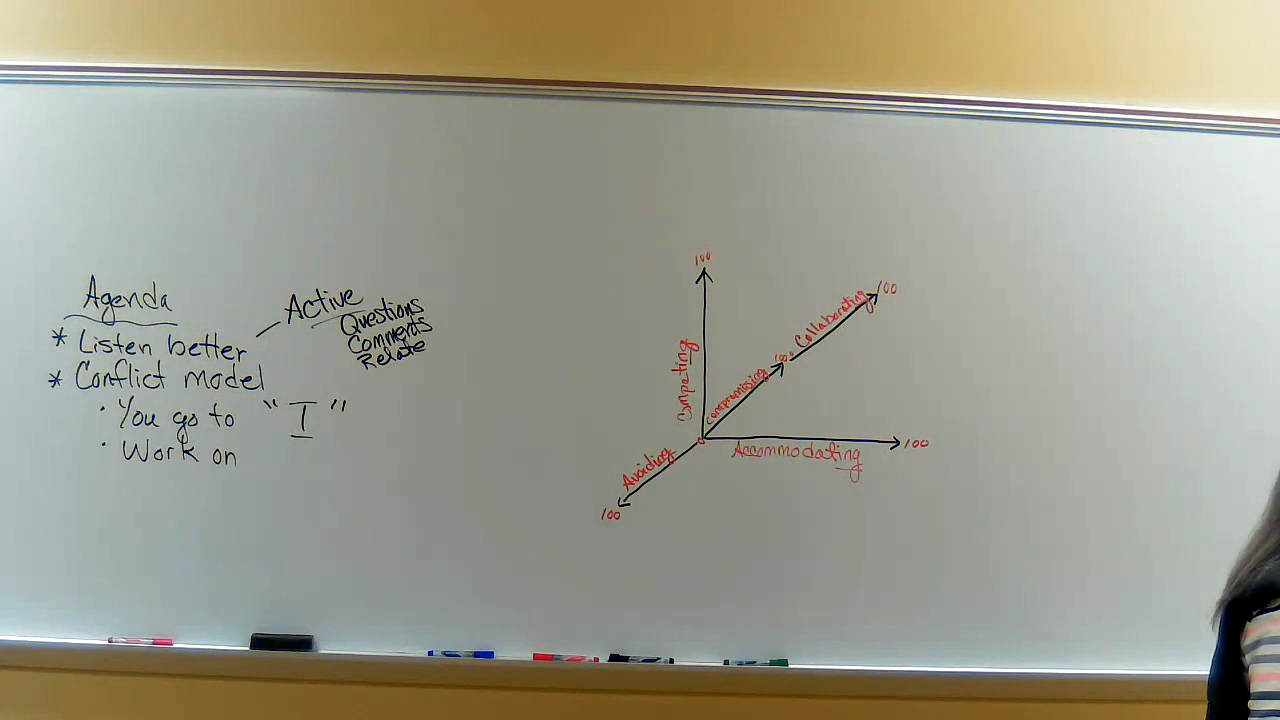 Agenda
* Listen better
Active
Questions
Comments
Relate
* Conflict model
· You go to "I"
· Work on
100
100
Collaborating
Competing
Compromising
100
Accommodating
Avoiding
100